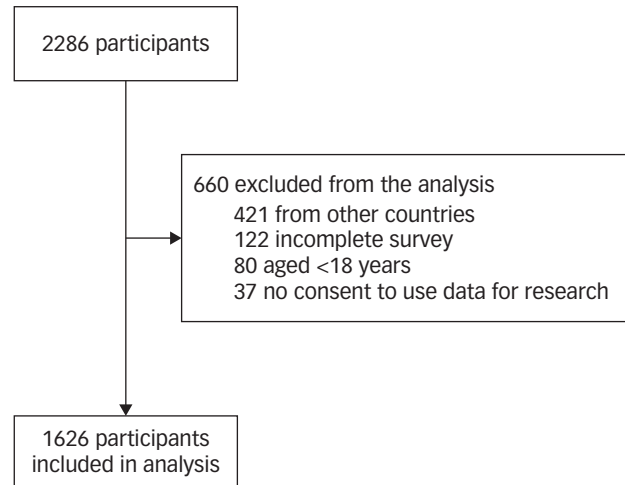 2286 participants
660 excluded from the analysis
421 from other countries
122 incomplete survey
80 aged <18 years
37 no consent to use data for research
1626 participants
included in analysis